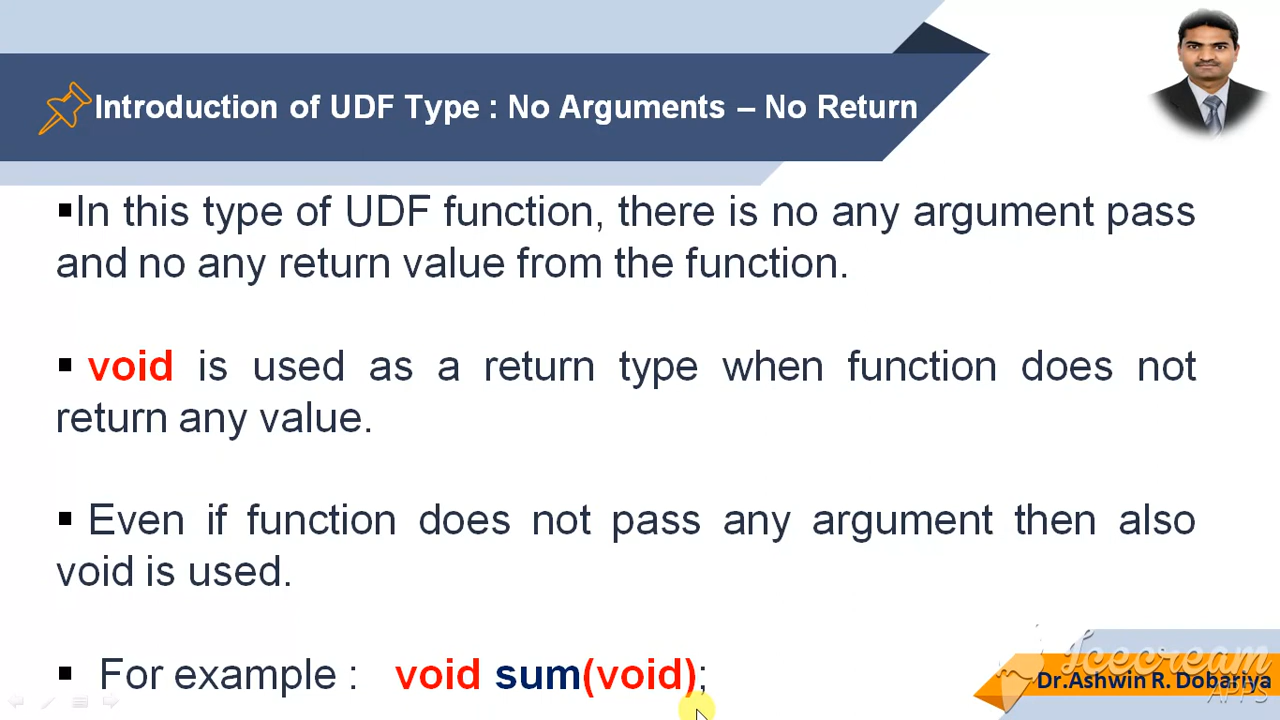 Introduction of UDF Type : No Arguments – No Return
▪In this type of UDF function, there is no any argument pass
and no any return value from the function.
▪ void is used as a return type when function does not
return any value.
▪ Even if function does not pass any argument then also
void is used.
▪ For example : void sum(void);
Icecream
APPS
Dr.Ashwin R. Dobariya